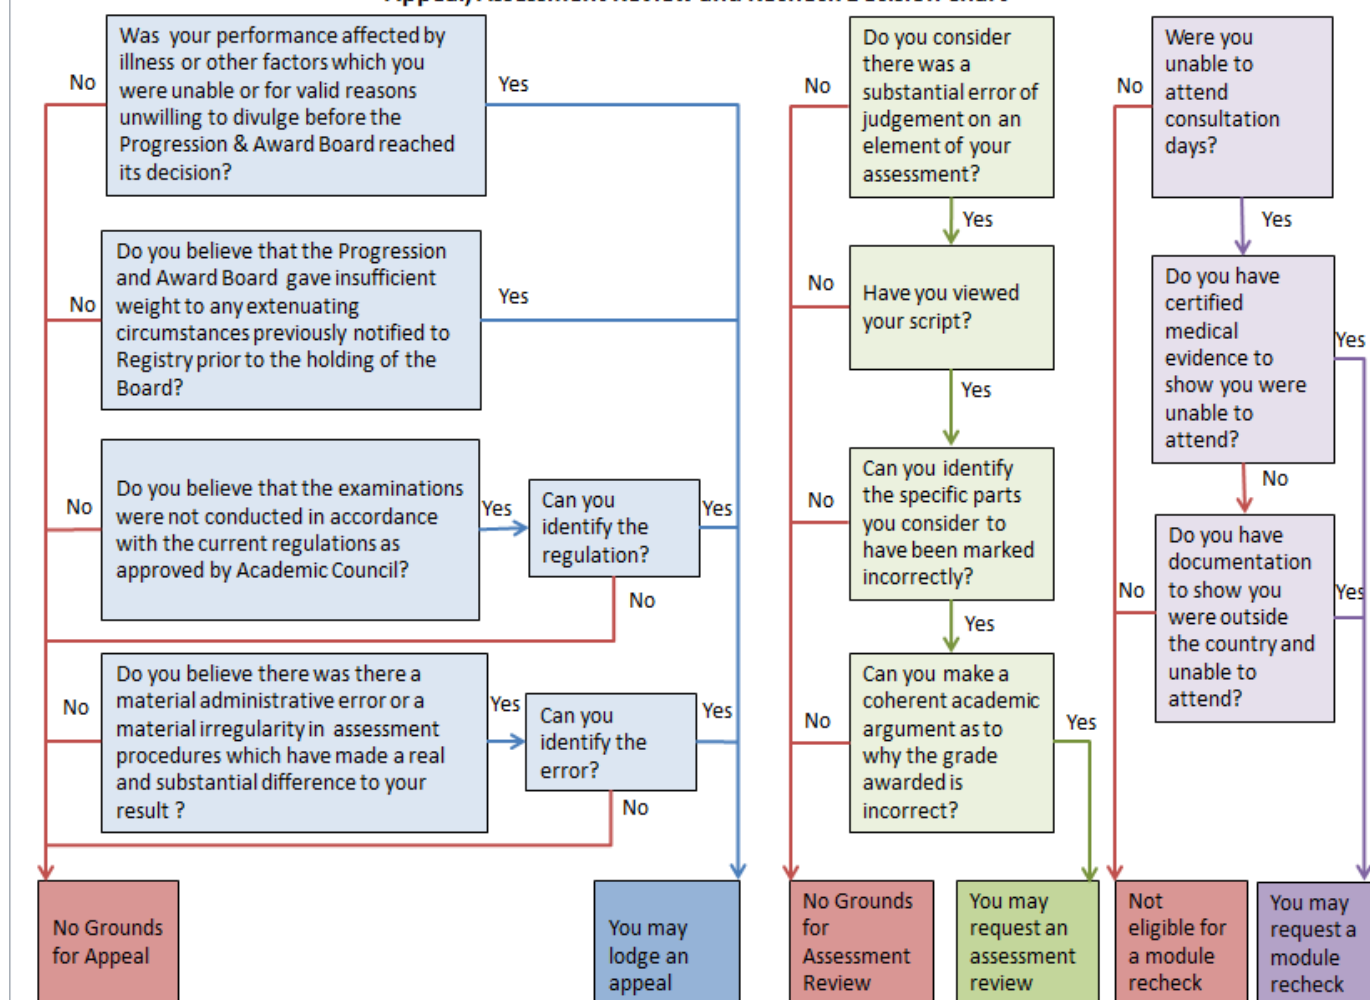 Appeal, Assessment Review and Recheck Decision Chart
Was your performance affected by
illness or other factors which you
were unable or for valid reasons
unwilling to divulge before the
Progression & Award Board reached
its decision?
No
Yes
Do you believe that the Progression
and Award Board gave insufficient
weight to any extenuating
circumstances previously notified to
Registry prior to the holding of the
Board?
No
Yes
Do you believe that the examinations
were not conducted in accordance
with the current regulations as
approved by Academic Council?
No
Yes
Can you
identify the
regulation?
Yes
No
Do you believe there was there a
material administrative error or a
material irregularity in assessment
procedures which have made a real
and substantial difference to your
result ?
No
Yes
Can you
identify the
error?
Yes
No
No Grounds
for Appeal
You may
lodge an
appeal
Do you consider
there was a
substantial error of
judgement on an
element of your
assessment?
No
Yes
Have you viewed
your script?
No
Yes
Can you identify
the specific parts
you consider to
have been marked
incorrectly?
No
Yes
Can you make a
coherent academic
argument as to
why the grade
awarded is
incorrect?
No
Yes
No Grounds
for
Assessment
Review
You may
request an
assessment
review
Were you
unable to
attend
consultation
days?
No
Yes
Do you have
certified
medical
evidence to
show you were
unable to
attend?
Yes
No
Do you have
documentation
to show you
were outside
the country and
unable to
attend?
No
Yes
Not
eligible for
a module
recheck
You may
request a
module
recheck